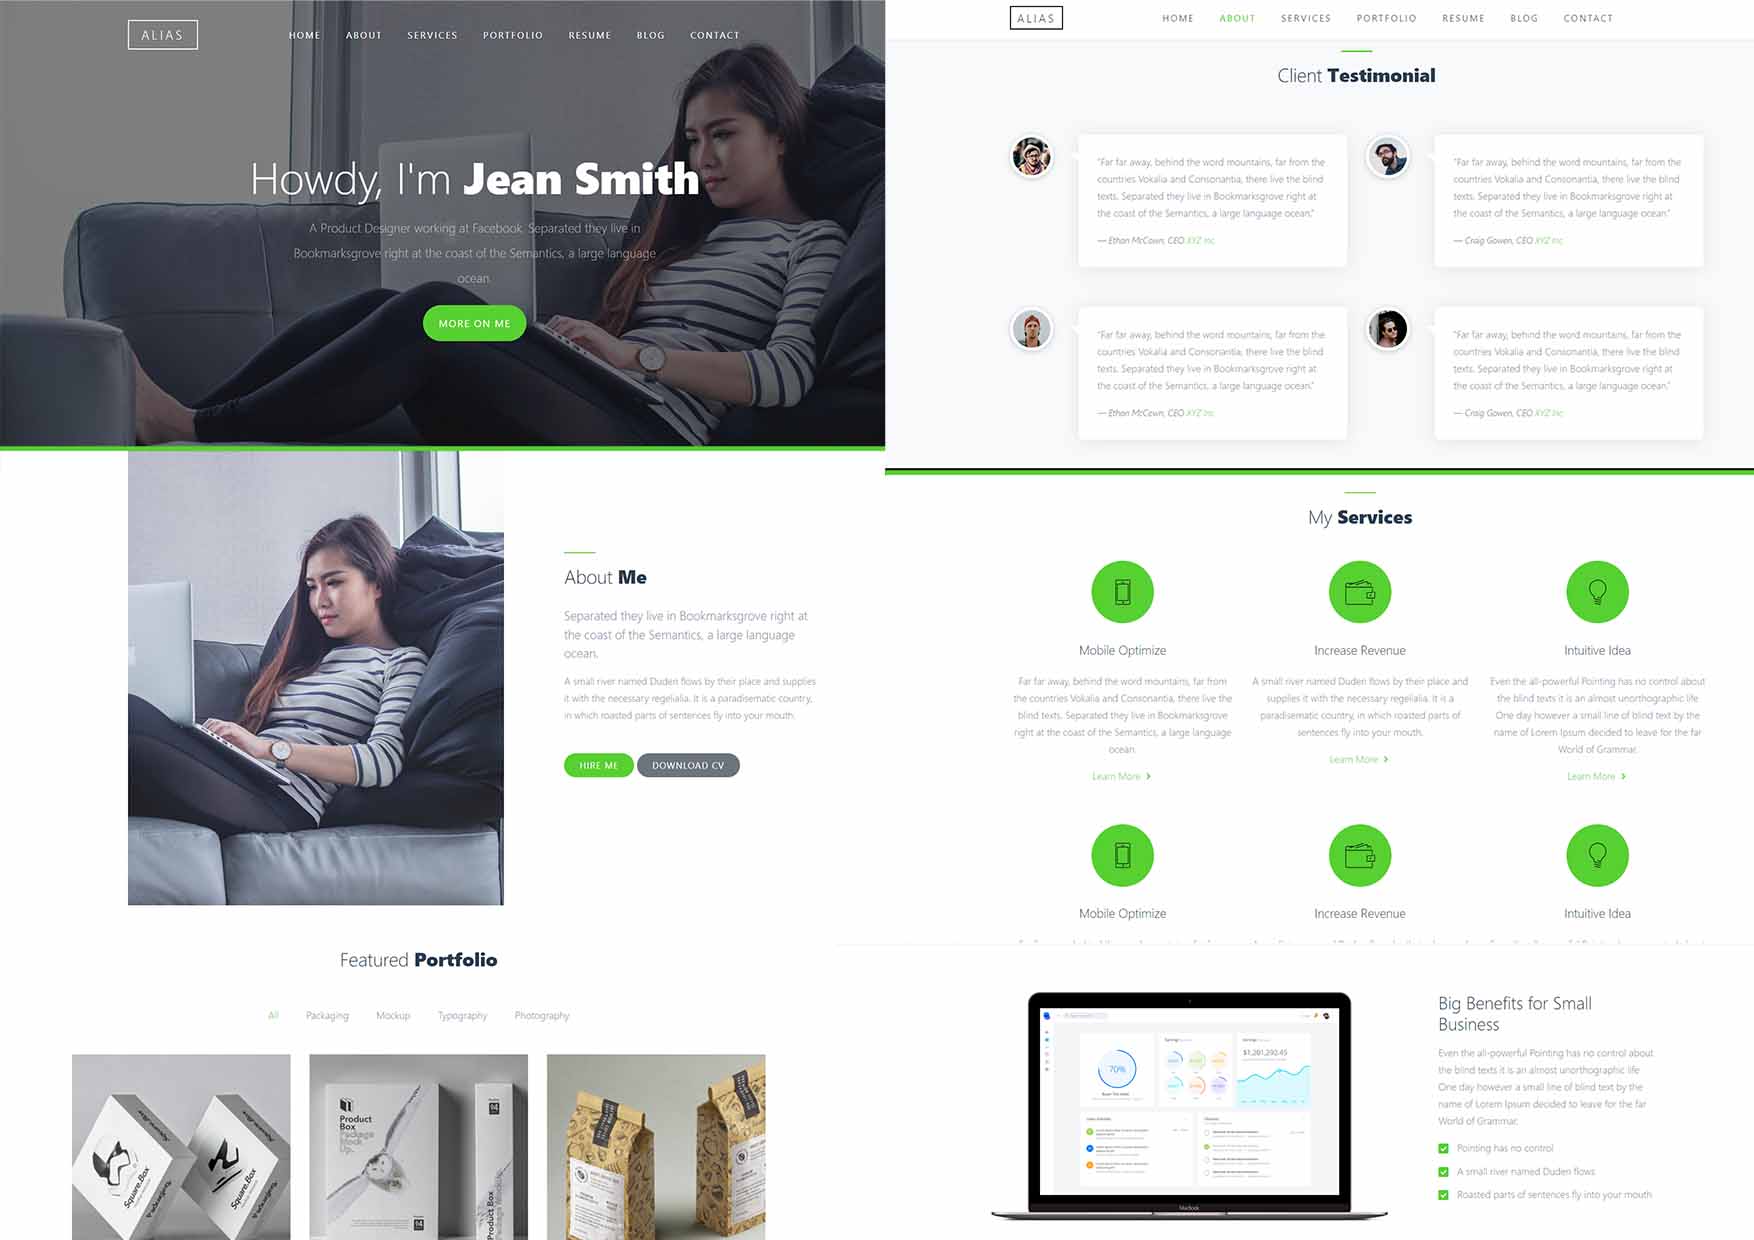 ALIAS
HOME ABOUT SERVICES PORTFOLIO RESUME BLOG CONTACT
Howdy, I'm Jean Smith
A Product Designer working at Facebook. Separated they live in
Bookmarksgrove right at the coast of the Semantics, a large language
ocean.
MORE ON ME
About Me
Separated they live in Bookmarksgrove right at
the coast of the Semantics, a large language
ocean.
A small river named Duden flows by their place and supplies
it with the necessary regelialia. It is a paradisematic country,
in which roasted parts of sentences fly into your mouth.
HIRE ME DOWNLOAD CV
Featured Portfolio
All Packaging Mockup Typography Photography
Square.Box
Square.Box
Product
Box
Package
Mock
Up.
94
Product Box
94
ALIAS
HOME ABOUT SERVICES PORTFOLIO RESUME BLOG CONTACT
Client Testimonial
"Far far away, behind the word mountains, far from the
countries Vokalia and Consonantia, there live the blind
texts. Separated they live in Bookmarksgrove right at
the coast of the Semantics, a large language ocean."
— Ethan McCown, CEO XYZ Inc.
"Far far away, behind the word mountains, far from the
countries Vokalia and Consonantia, there live the blind
texts. Separated they live in Bookmarksgrove right at
the coast of the Semantics, a large language ocean."
— Craig Gowen, CEO XYZ Inc.
"Far far away, behind the word mountains, far from the
countries Vokalia and Consonantia, there live the blind
texts. Separated they live in Bookmarksgrove right at
the coast of the Semantics, a large language ocean."
— Ethan McCown, CEO XYZ Inc.
"Far far away, behind the word mountains, far from the
countries Vokalia and Consonantia, there live the blind
texts. Separated they live in Bookmarksgrove right at
the coast of the Semantics, a large language ocean."
— Craig Gowen, CEO XYZ Inc.
My Services
Mobile Optimize
Far far away, behind the word mountains, far from
the countries Vokalia and Consonantia, there live the
blind texts. Separated they live in Bookmarksgrove
right at the coast of the Semantics, a large language
ocean.
Learn More
Increase Revenue
A small river named Duden flows by their place and
supplies it with the necessary regelialia. It is a
paradisematic country, in which roasted parts of
sentences fly into your mouth.
Learn More
Intuitive Idea
Even the all-powerful Pointing has no control about
the blind texts it is an almost unorthographic life
One day however a small line of blind text by the
name of Lorem Ipsum decided to leave for the far
World of Grammar.
Learn More
Mobile Optimize
Increase Revenue
Intuitive Idea
70%
$1,281,292.45
MacBook
Big Benefits for Small
Business
Even the all-powerful Pointing has no control about
the blind texts it is an almost unorthographic life
One day however a small line of blind text by the
name of Lorem Ipsum decided to leave for the far
World of Grammar.
Pointing has no control
A small river named Duden flows
Roasted parts of sentences fly into your mouth